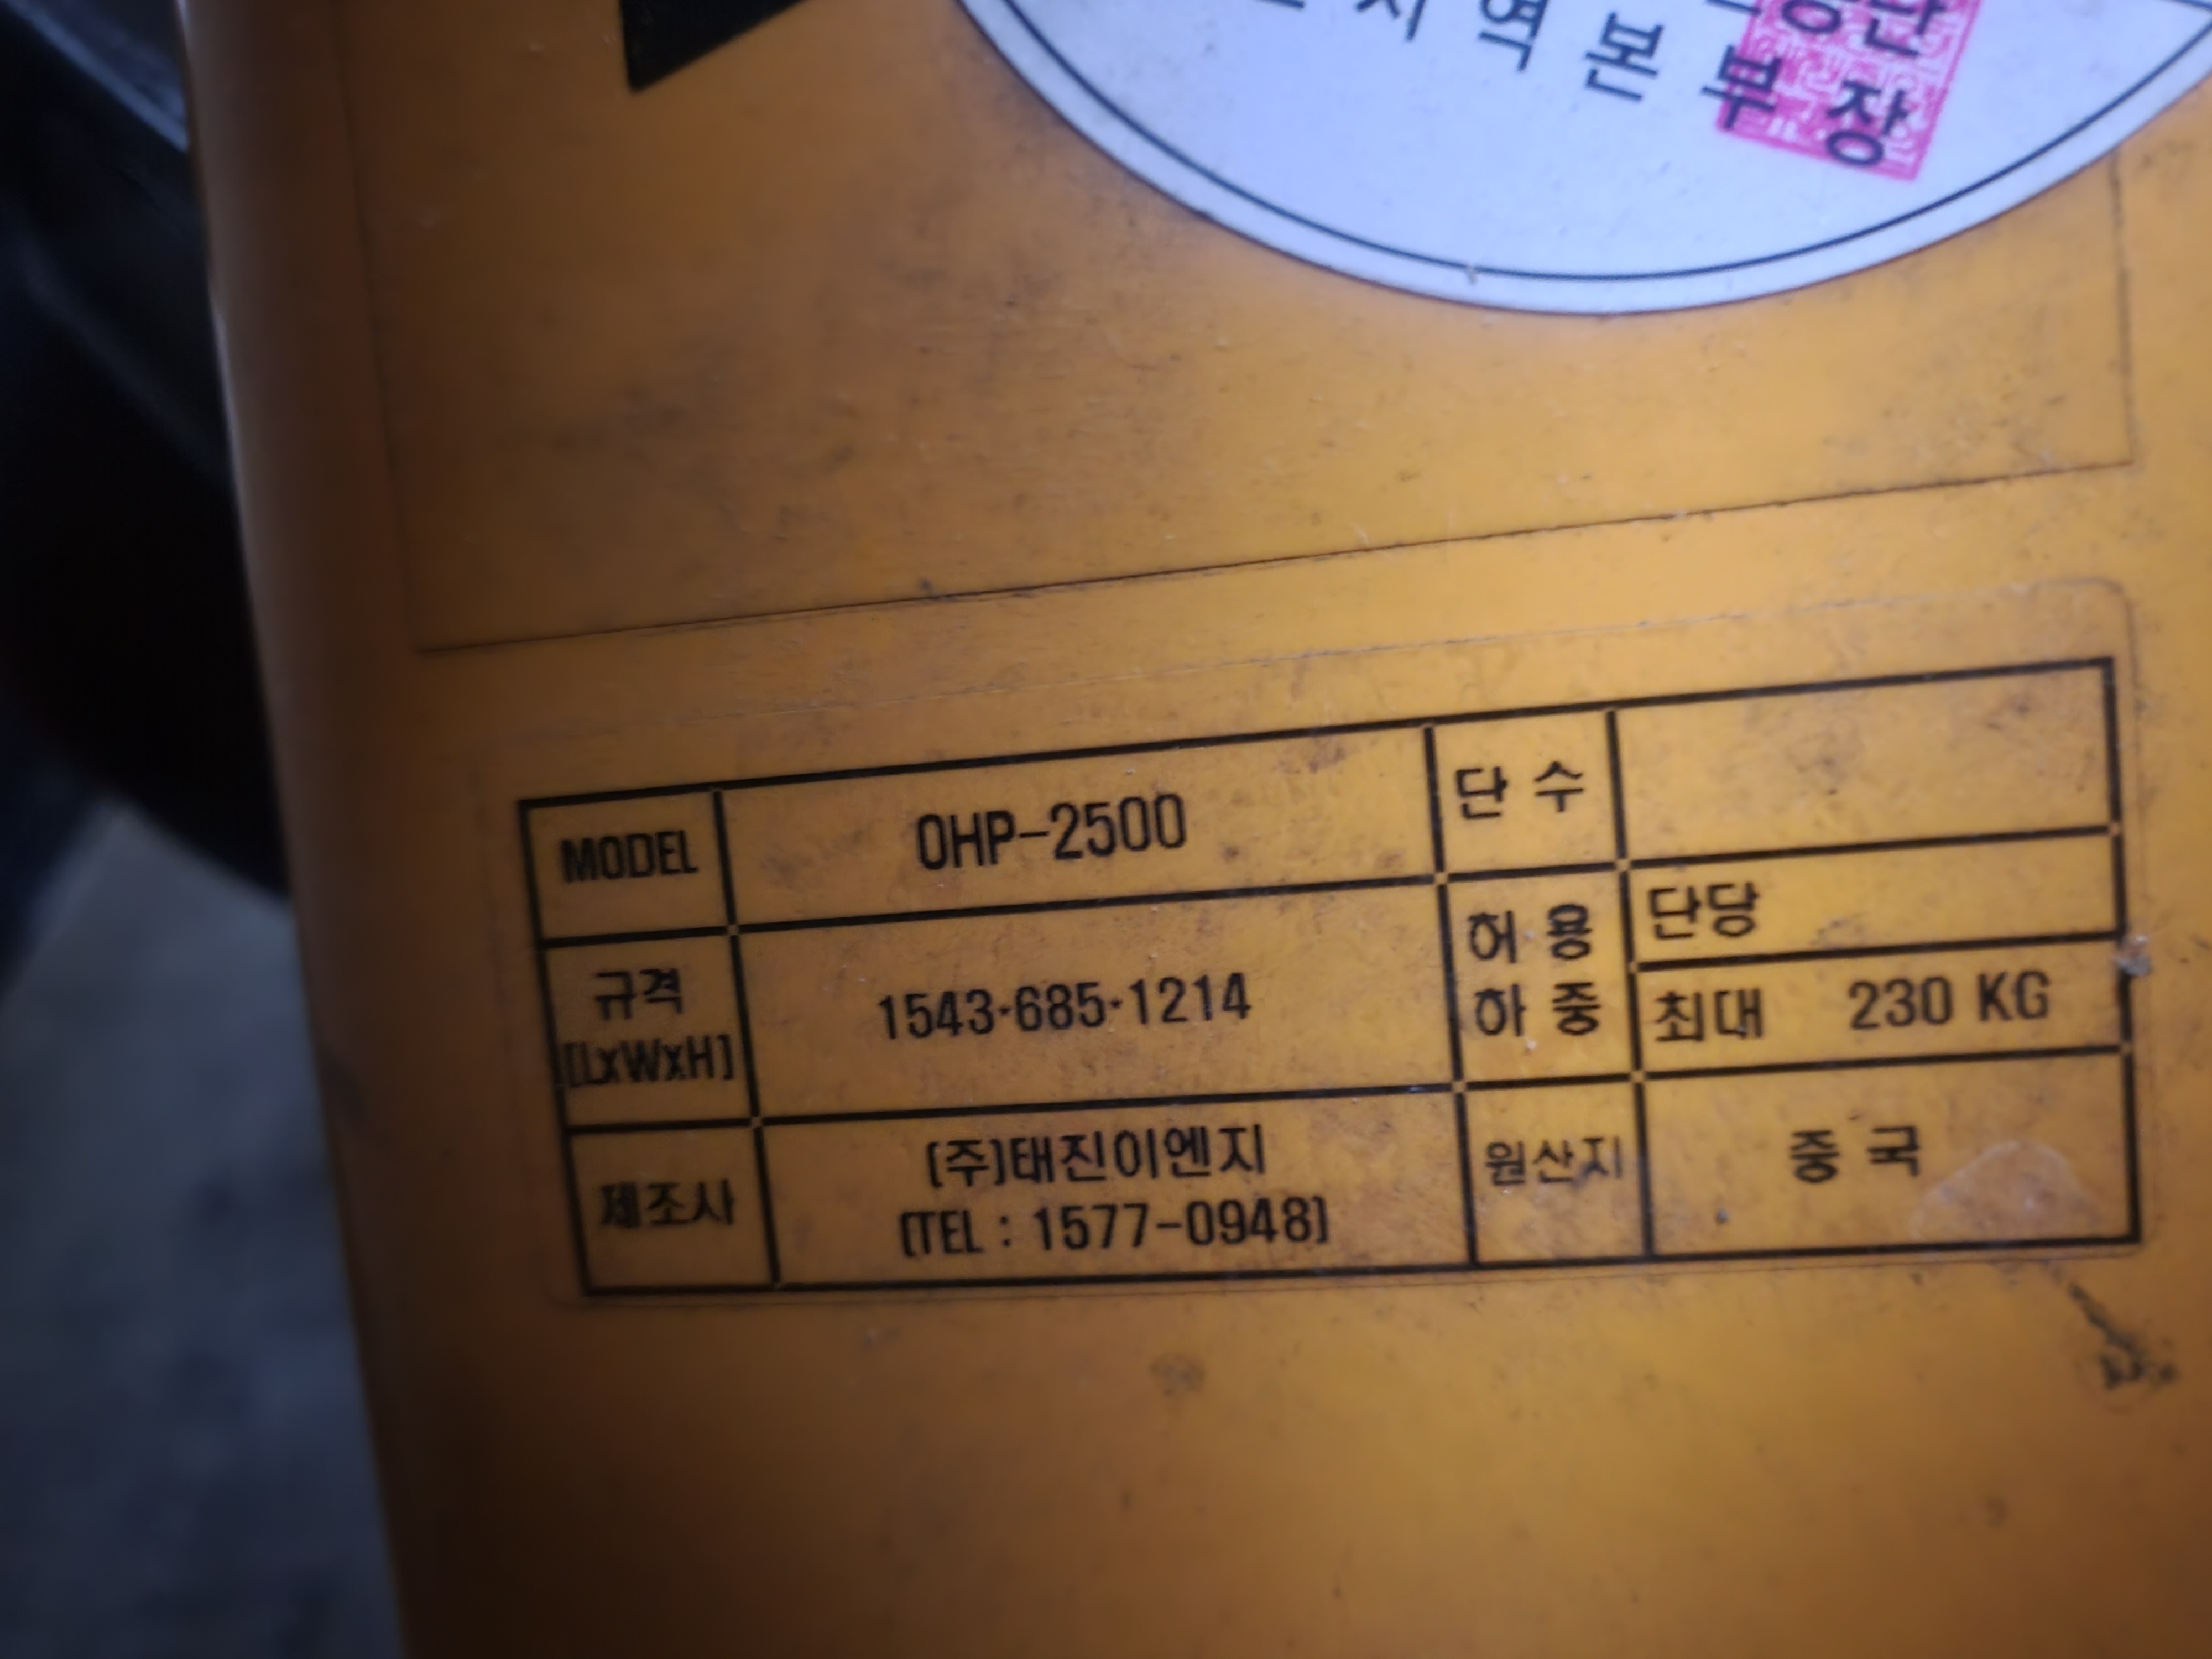 지 역 본 부 장
MODEL OHP-2500 단 수
규격 [LxWxH] 1543·685·1214 허 용 하 중 단당
최대 230 KG
제조사 (주)태진이엔지 원산지 중 국
(TEL : 1577-0948)